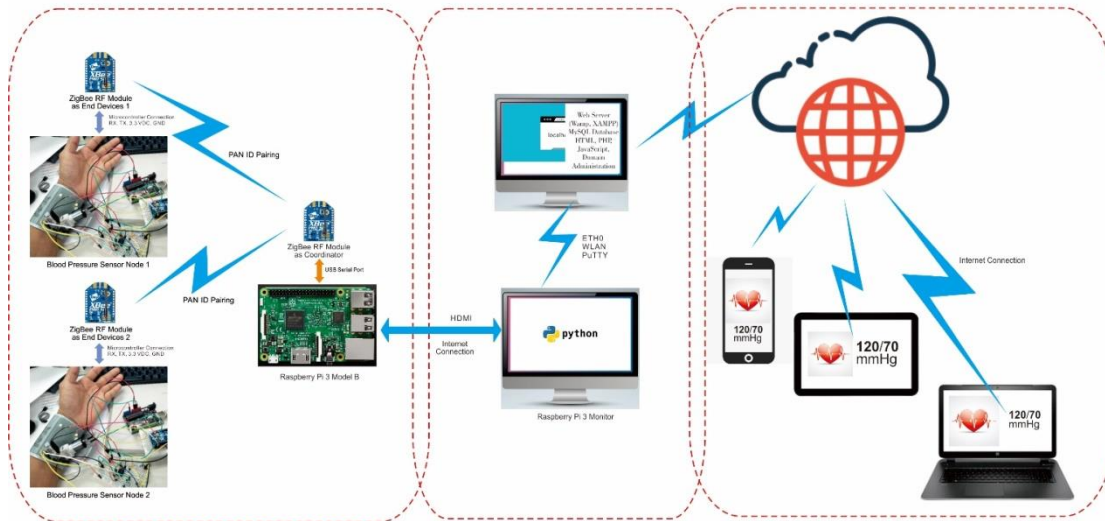 ZigBee RF Module
as End Devices 1
Microcontroller Connection
RX, TX, 3.3 VDC, GND
Blood Pressure Sensor Node 1
PAN ID Pairing
ZigBee RF Module
as End Devices 2
Microcontroller Connection
RX, TX, 3.3 VDC, GND
Blood Pressure Sensor Node 2
PAN ID Pairing
ZigBee RF Module
as Coordinator
USB Serial Port
Raspberry Pi 3 Model B
HDMI
Internet
Connection
Web Server
(Wamp, XAMPP)
MySQL Database
HTML, PHP,
JavaScript,
Domain
Administration
ETH0
WLAN
PuTTY
python
Raspberry Pi 3 Monitor
Internet Connection
120/70
mmHg
120/70
mmHg
120/70
mmHg